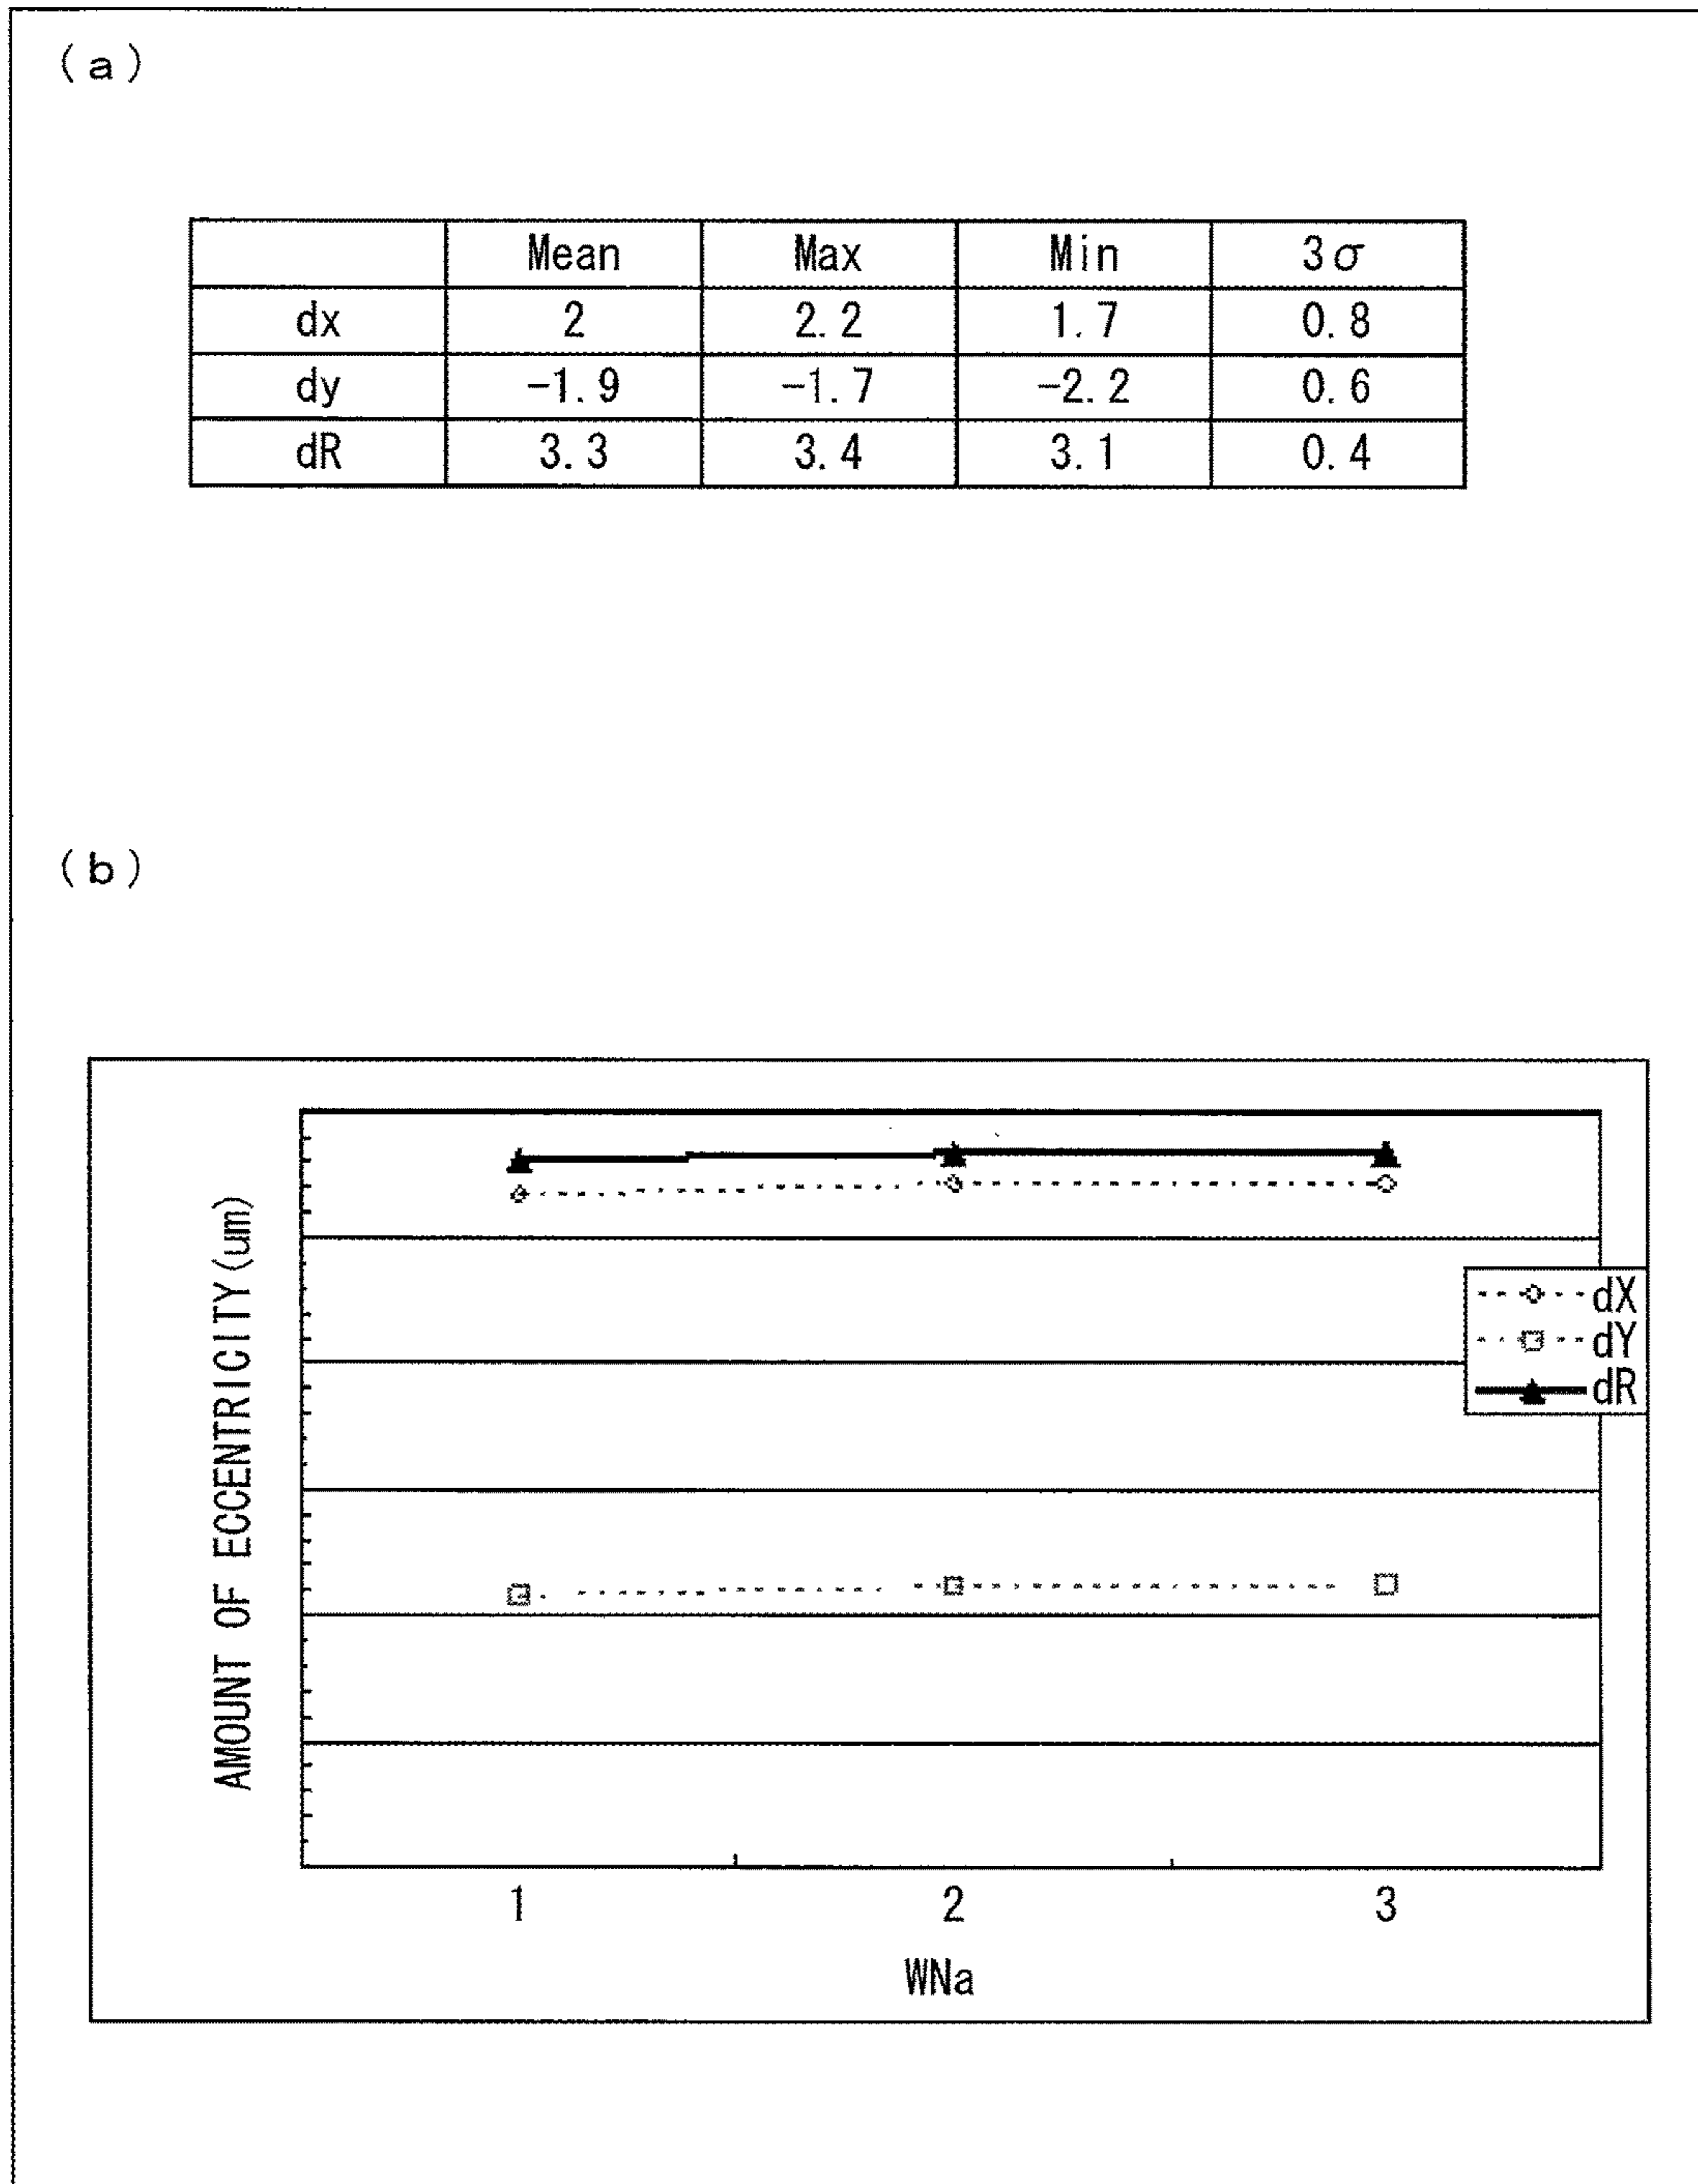 (a)
Mean Max Min 3σ
dx 2 2.2 1.7 0.8
dy -1.9 -1.7 -2.2 0.6
dR 3.3 3.4 3.1 0.4
(b)
AMOUNT OF ECCENTRICITY(um)
dX
dY
dR
1 2 3
WNa